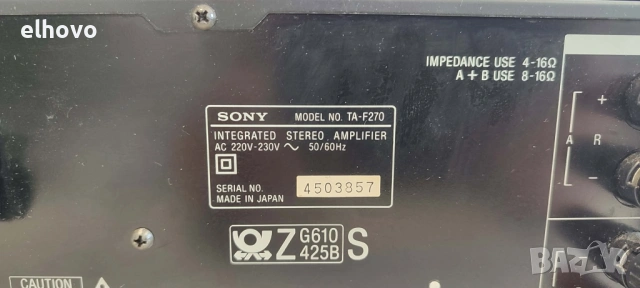 elhovo
IMPEDANCE USE 4-16Ω
A + B USE 8-16Ω
SONY MODEL NO. TA-F270
INTEGRATED STEREO AMPLIFIER
AC 220V-230V ~ 50/60Hz
SERIAL NO. 4503857
MADE IN JAPAN
+
A R
−
Z G610 S
425B
CAUTION
BAZAR